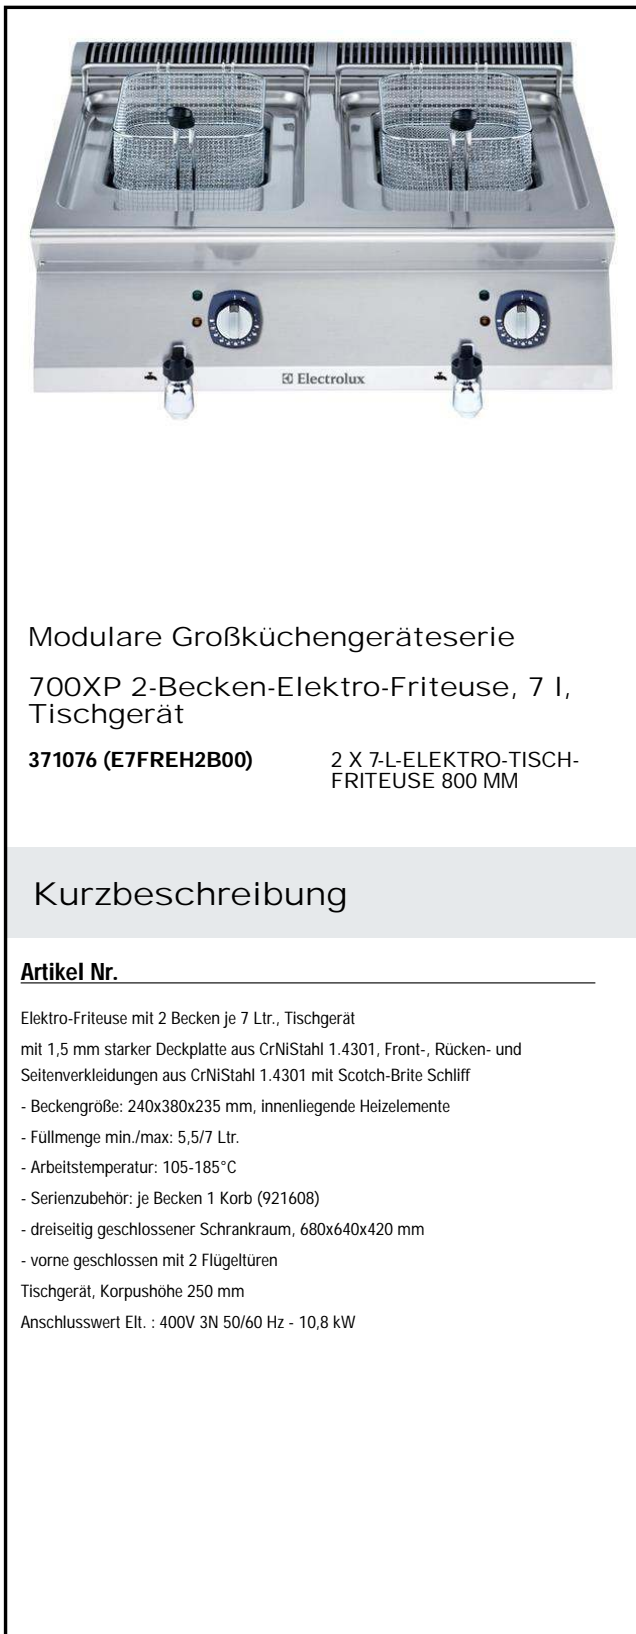 Electrolux
Modulare Großküchengeräteserie
700XP 2-Becken-Elektro-Friteuse, 7 l,
Tischgerät
371076 (E7FREH2B00)
2 X 7-L-ELEKTRO-TISCH-
FRITEUSE 800 MM
Kurzbeschreibung
Artikel Nr.
Elektro-Friteuse mit 2 Becken je 7 Ltr., Tischgerät
mit 1,5 mm starker Deckplatte aus CrNiStahl 1.4301, Front-, Rücken- und
Seitenverkleidungen aus CrNiStahl 1.4301 mit Scotch-Brite Schliff
- Beckengröße: 240x380x235 mm, innenliegende Heizelemente
- Füllmenge min./max: 5,5/7 Ltr.
- Arbeitstemperatur: 105-185°C
- Serienzubehör: je Becken 1 Korb (921608)
- dreiseitig geschlossener Schrankraum, 680x640x420 mm
- vorne geschlossen mit 2 Flügeltüren
Tischgerät, Korpushöhe 250 mm
Anschlusswert Elt. : 400V 3N 50/60 Hz - 10,8 kW